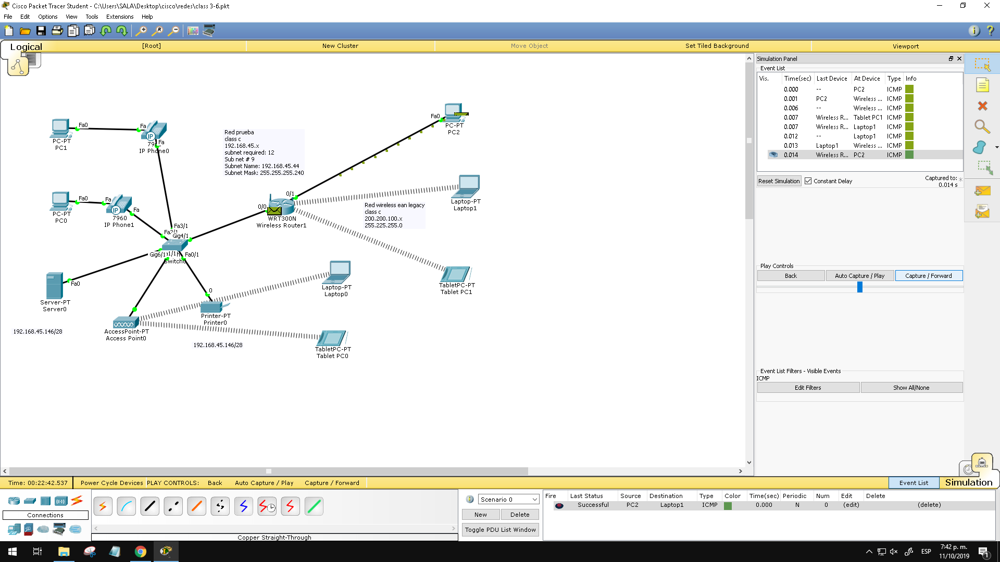 Cisco Packet Tracer Student - C:\Users\SALA\Desktop\cisco\redes\class 3-6.pkt
File Edit Options View Tools Extensions Help
Logical [Root] New Cluster Move Object Set Tiled Background Viewport
Simulation Panel
Event List
Vis. Time(sec) Last Device At Device Type Info
0.000 -- PC2 ICMP
0.001 PC2 Wireless ... ICMP
0.006 -- Wireless ... ICMP
0.007 Wireless R... Tablet PC1 ICMP
0.007 Wireless R... Laptop1 ICMP
0.012 -- Laptop1 ICMP
0.013 Laptop1 Wireless ... ICMP
0.014 Wireless R... PC2 ICMP
Reset Simulation Constant Delay Captured to:
0.014 s
Play Controls
Back Auto Capture / Play Capture / Forward
Event List Filters - Visible Events
ICMP
Edit Filters Show All/None
Fa0
PC-PT
PC1
Fa
IP
Fa
IP Phone0
Red prueba
class c
192.168.45.x
subnet required: 12
Sub net # 9
Subnet Name: 192.168.45.44
Subnet Mask: 255.255.255.240
Fa0
PC-PT
PC2
Fa0
PC-PT
PC0
Fa
IP
Fa
7960
IP Phone1
0/1
0/0
WRT300N
Wireless Router1
Red wireless ean legacy
class c
200.200.100.x
255.225.255.0
Laptop-PT
Laptop1
Fa3/1
Gig4/1
Gig6/1
Fa0/1
Fa0
Server-PT
Server0
192.168.45.146/28
AccessPoint-PT
Access Point0
0
Printer-PT
Printer0
192.168.45.146/28
Laptop-PT
Laptop0
TabletPC-PT
Tablet PC0
TabletPC-PT
Tablet PC1
Time: 00:22:42.537 Power Cycle Devices PLAY CONTROLS: Back Auto Capture / Play Capture / Forward Event List Simulation
Connections
Copper Straight-Through
Scenario 0
New Delete
Toggle PDU List Window
Fire Last Status Source Destination Type Color Time(sec) Periodic Num Edit Delete
Successful PC2 Laptop1 ICMP 0.000 N 0 (edit) (delete)
ESP
7:42 p. m.
11/10/2019
1